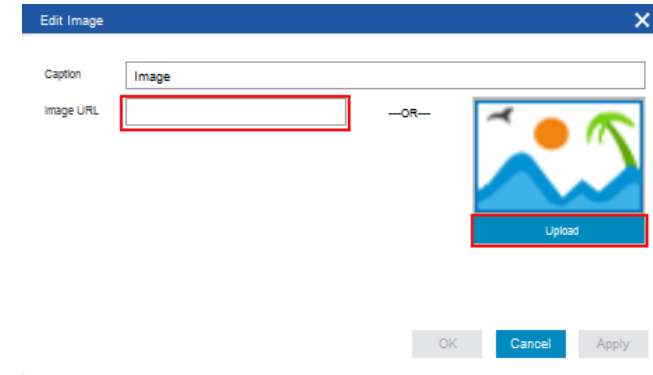 Edit Image
Caption
Image
Image URL
---OR---
Upload
OK
Cancel
Apply